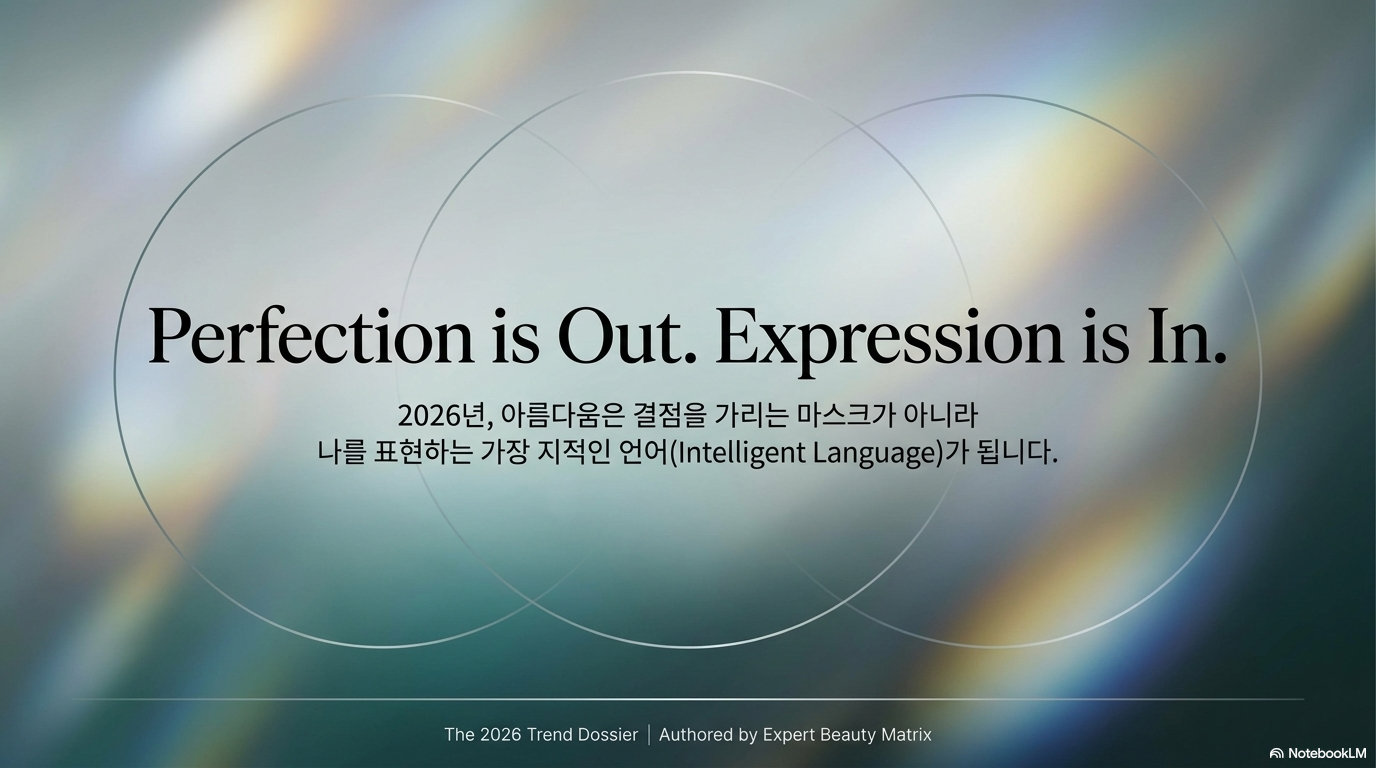 Perfection is Out. Expression is In.
2026년, 아름다움은 결점을 가리는 마스크가 아니라
나를 표현하는 가장 지적인 언어(Intelligent Language)가 됩니다.
The 2026 Trend Dossier | Authored by Expert Beauty Matrix
NotebookLM